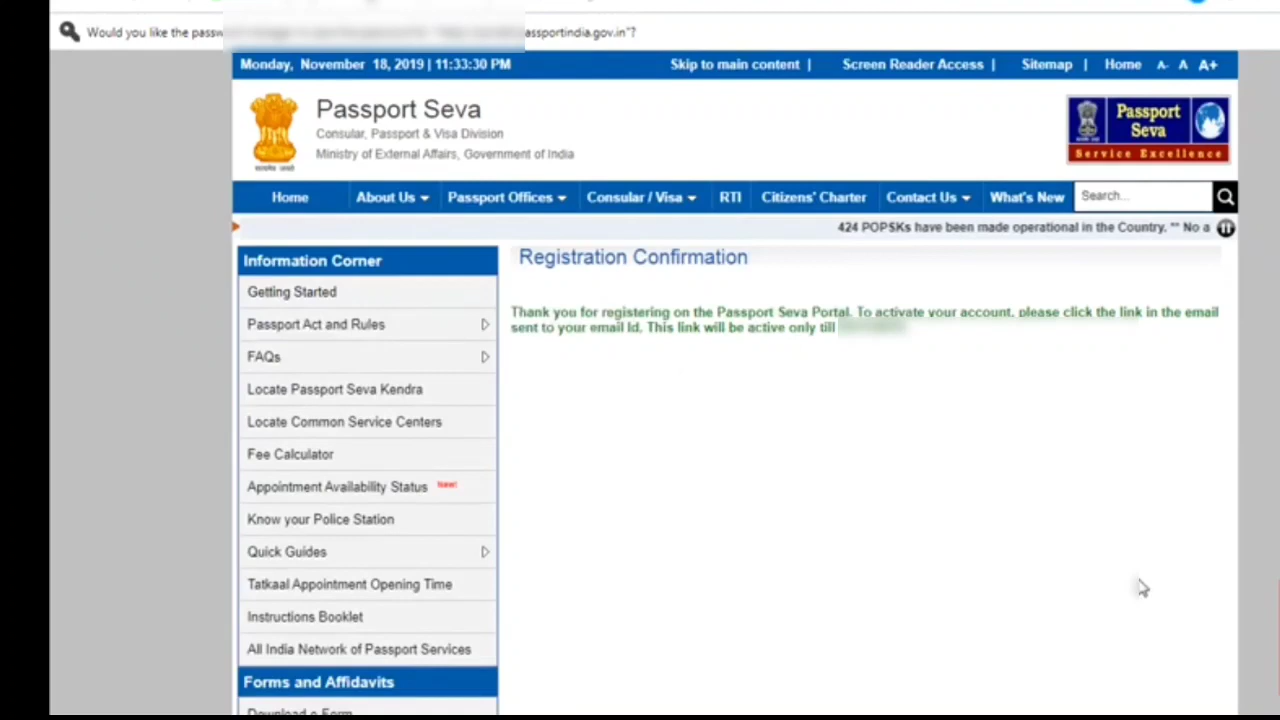 Would you like the passw assportindia.gov.in"?
Monday, November 18, 2019 | 11:33:30 PM Skip to main content | Screen Reader Access | Sitemap | Home A- A A+
Passport Seva
Consular, Passport & Visa Division
Ministry of External Affairs, Government of India
Passport
Seva
Service Excellence
Home About Us Passport Offices Consular / Visa RTI Citizens' Charter Contact Us What's New Search...
424 POPSKs have been made operational in the Country. ** No a
Information Corner
Getting Started
Passport Act and Rules
FAQs
Locate Passport Seva Kendra
Locate Common Service Centers
Fee Calculator
Appointment Availability Status New!
Know your Police Station
Quick Guides
Tatkaal Appointment Opening Time
Instructions Booklet
All India Network of Passport Services
Forms and Affidavits
Download e-Form
Registration Confirmation
Thank you for registering on the Passport Seva Portal. To activate your account, please click the link in the email
sent to your email Id. This link will be active only till